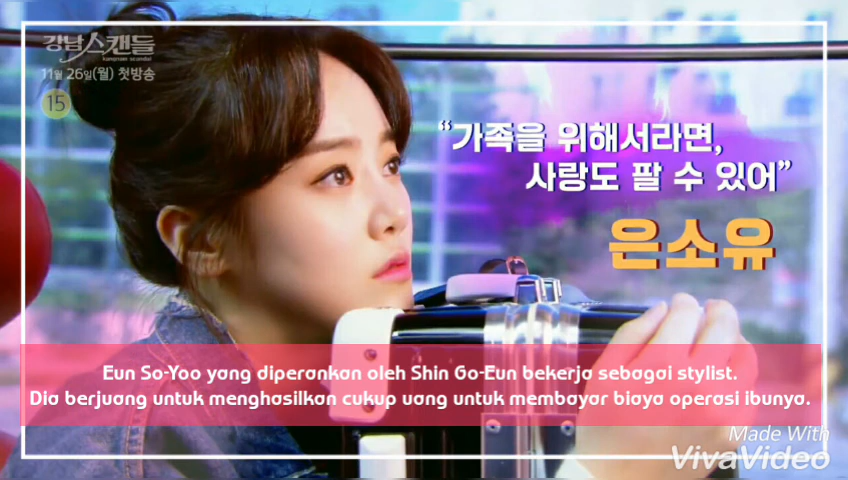 강남스캔들
kangnam scandal
11월 26일(월) 첫방송
15
“가족을 위해서라면,
사랑도 팔 수 있어”
은소유
Eun So-Yoo yang diperankan oleh Shin Go-Eun bekerja sebagai stylist.
Dia berjuang untuk menghasilkan cukup uang untuk membayar biaya operasi ibunya.
Made With
VivaVideo